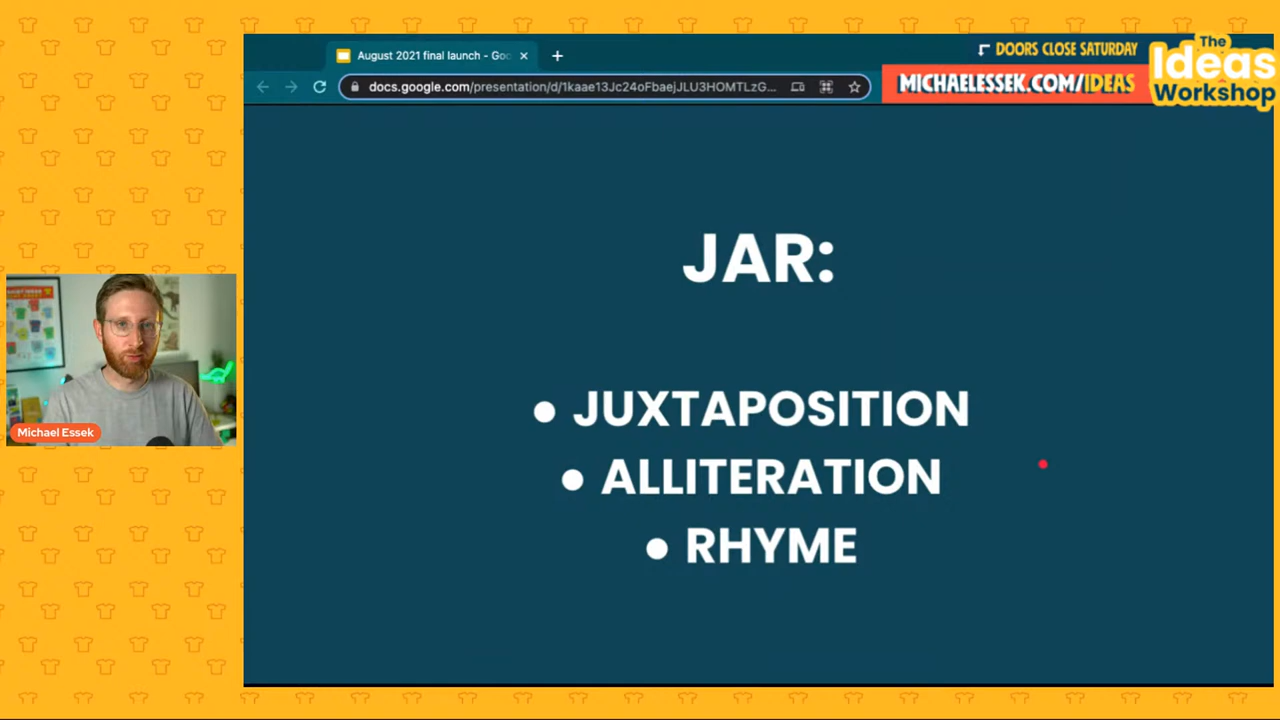 August 2021 final launch - Goo
DOORS CLOSE SATURDAY
The
Ideas
Workshop
docs.google.com/presentation/d/1kaae13Jc24oFbaejJLU3HOMTLzG...
MICHAELESSEK.COM/IDEAS
JAR:
• JUXTAPOSITION
• ALLITERATION
• RHYME
Michael Essek